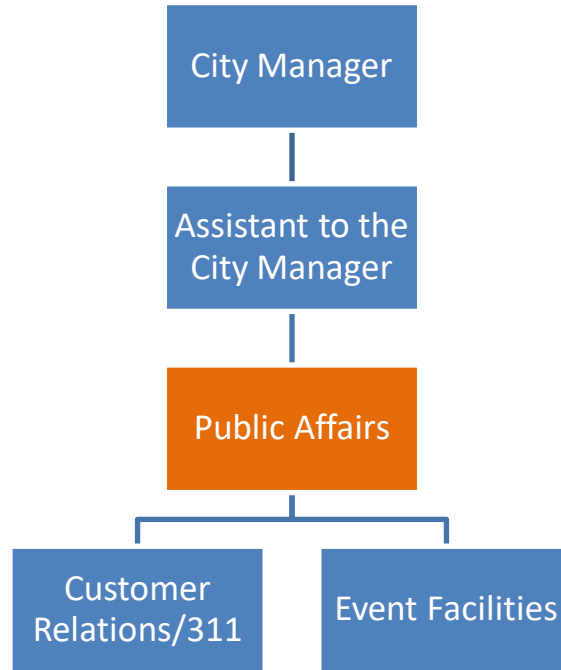 City Manager
Assistant to the
City Manager
Public Affairs
Customer
Relations/311
Event Facilities